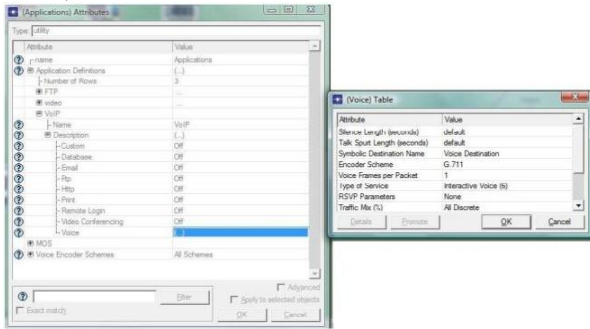 (Applications) Attributes
Type: utility
Attribute Value
name Applications
Application Definitions (...)
Number of Rows 3
FTP ...
video ...
VoIP
Name VoIP
Description (...)
Custom Off
Database Off
Email Off
Ftp Off
Http Off
Print Off
Remote Login Off
Video Conferencing Off
Voice (...)
MOS
Voice Encoder Schemes All Schemes
Advanced
Filter
Apply to selected objects
Exact match
OK Cancel
(Voice) Table
Attribute Value
Silence Length (seconds) default
Talk Spurt Length (seconds) default
Symbolic Destination Name Voice Destination
Encoder Scheme G.711
Voice Frames per Packet 1
Type of Service Interactive Voice (6)
RSVP Parameters None
Traffic Mix (%) All Discrete
Details Promote OK Cancel